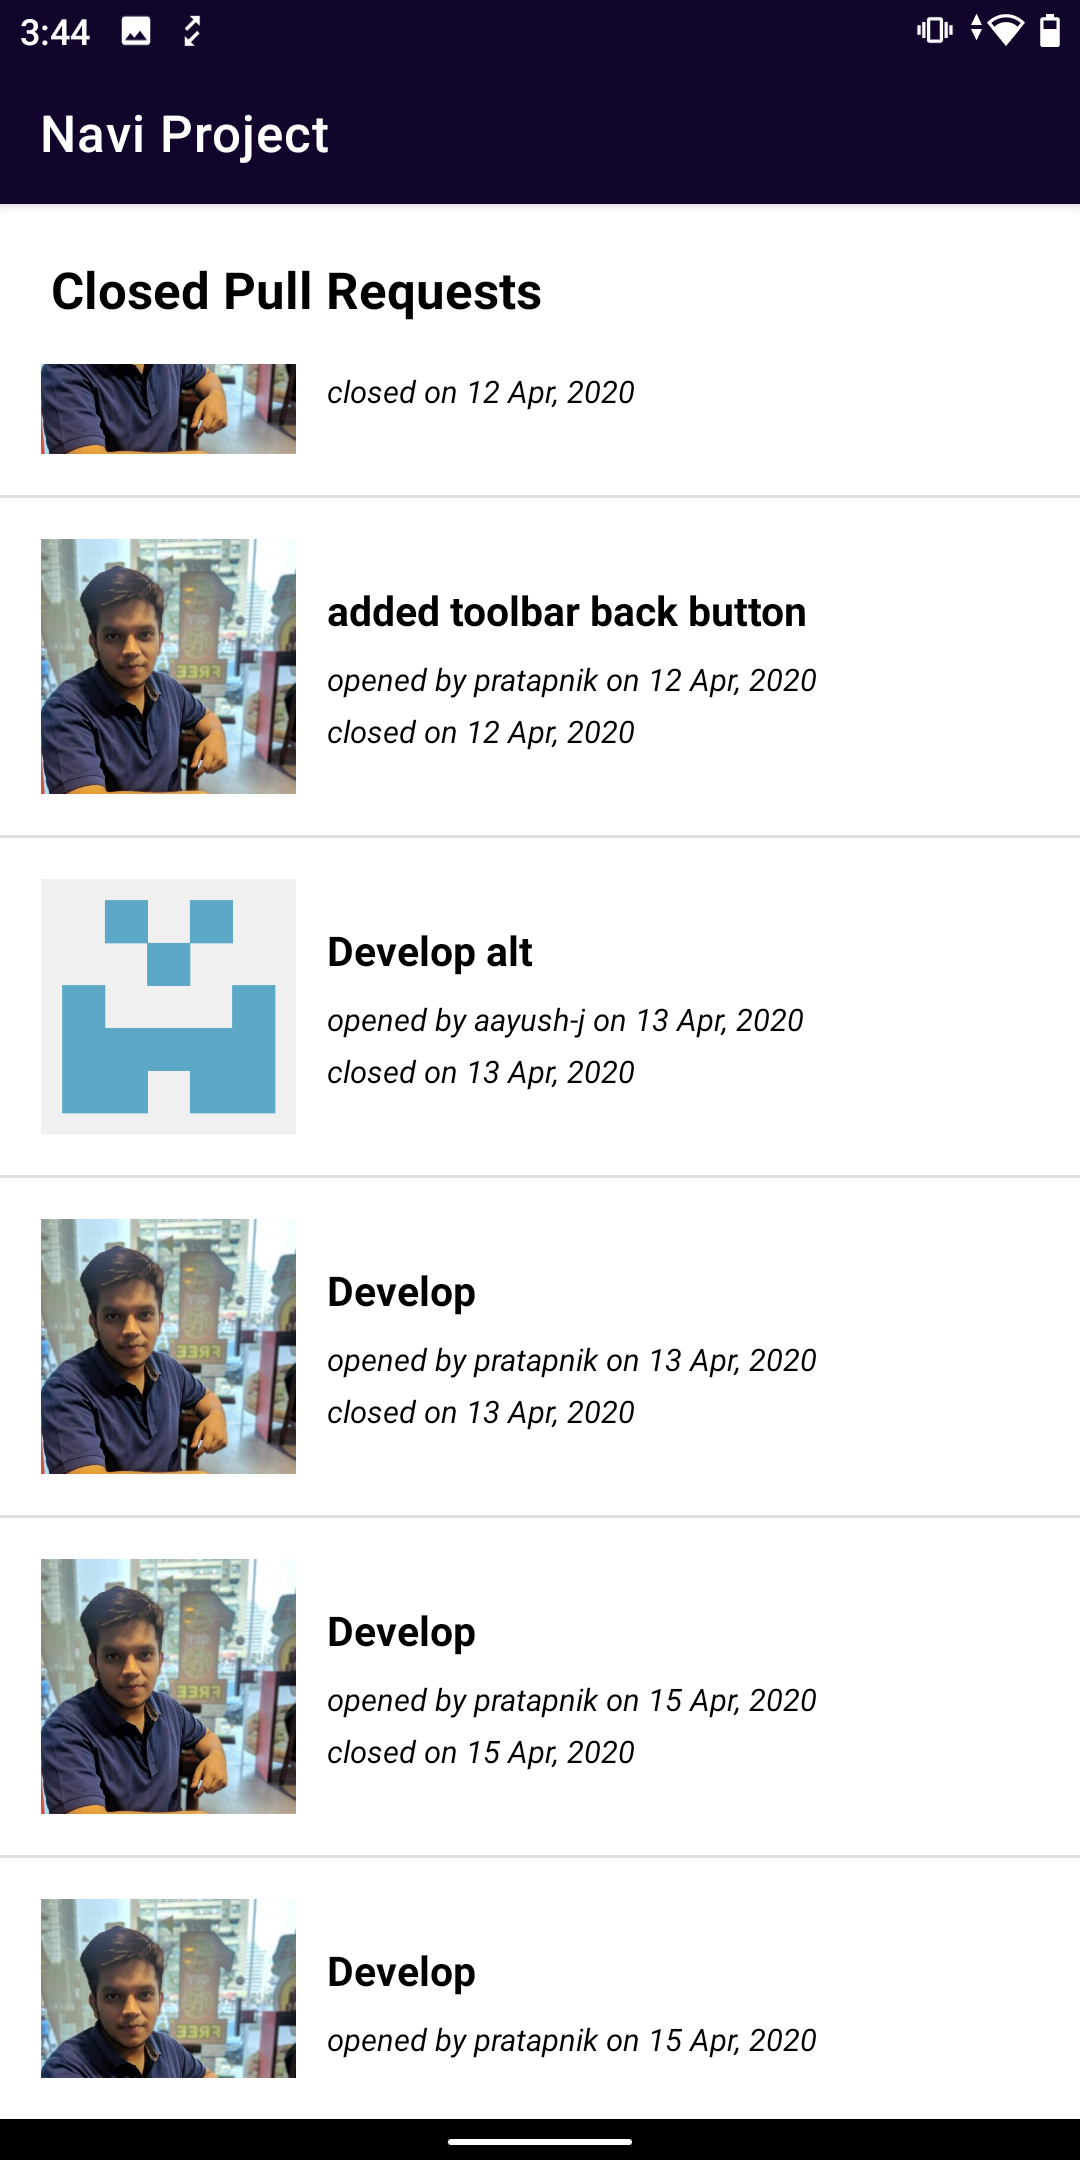 3:44
Navi Project
Closed Pull Requests
closed on 12 Apr, 2020
added toolbar back button
opened by pratapnik on 12 Apr, 2020
closed on 12 Apr, 2020
Develop alt
opened by aayush-j on 13 Apr, 2020
closed on 13 Apr, 2020
Develop
opened by pratapnik on 13 Apr, 2020
closed on 13 Apr, 2020
Develop
opened by pratapnik on 15 Apr, 2020
closed on 15 Apr, 2020
Develop
opened by pratapnik on 15 Apr, 2020